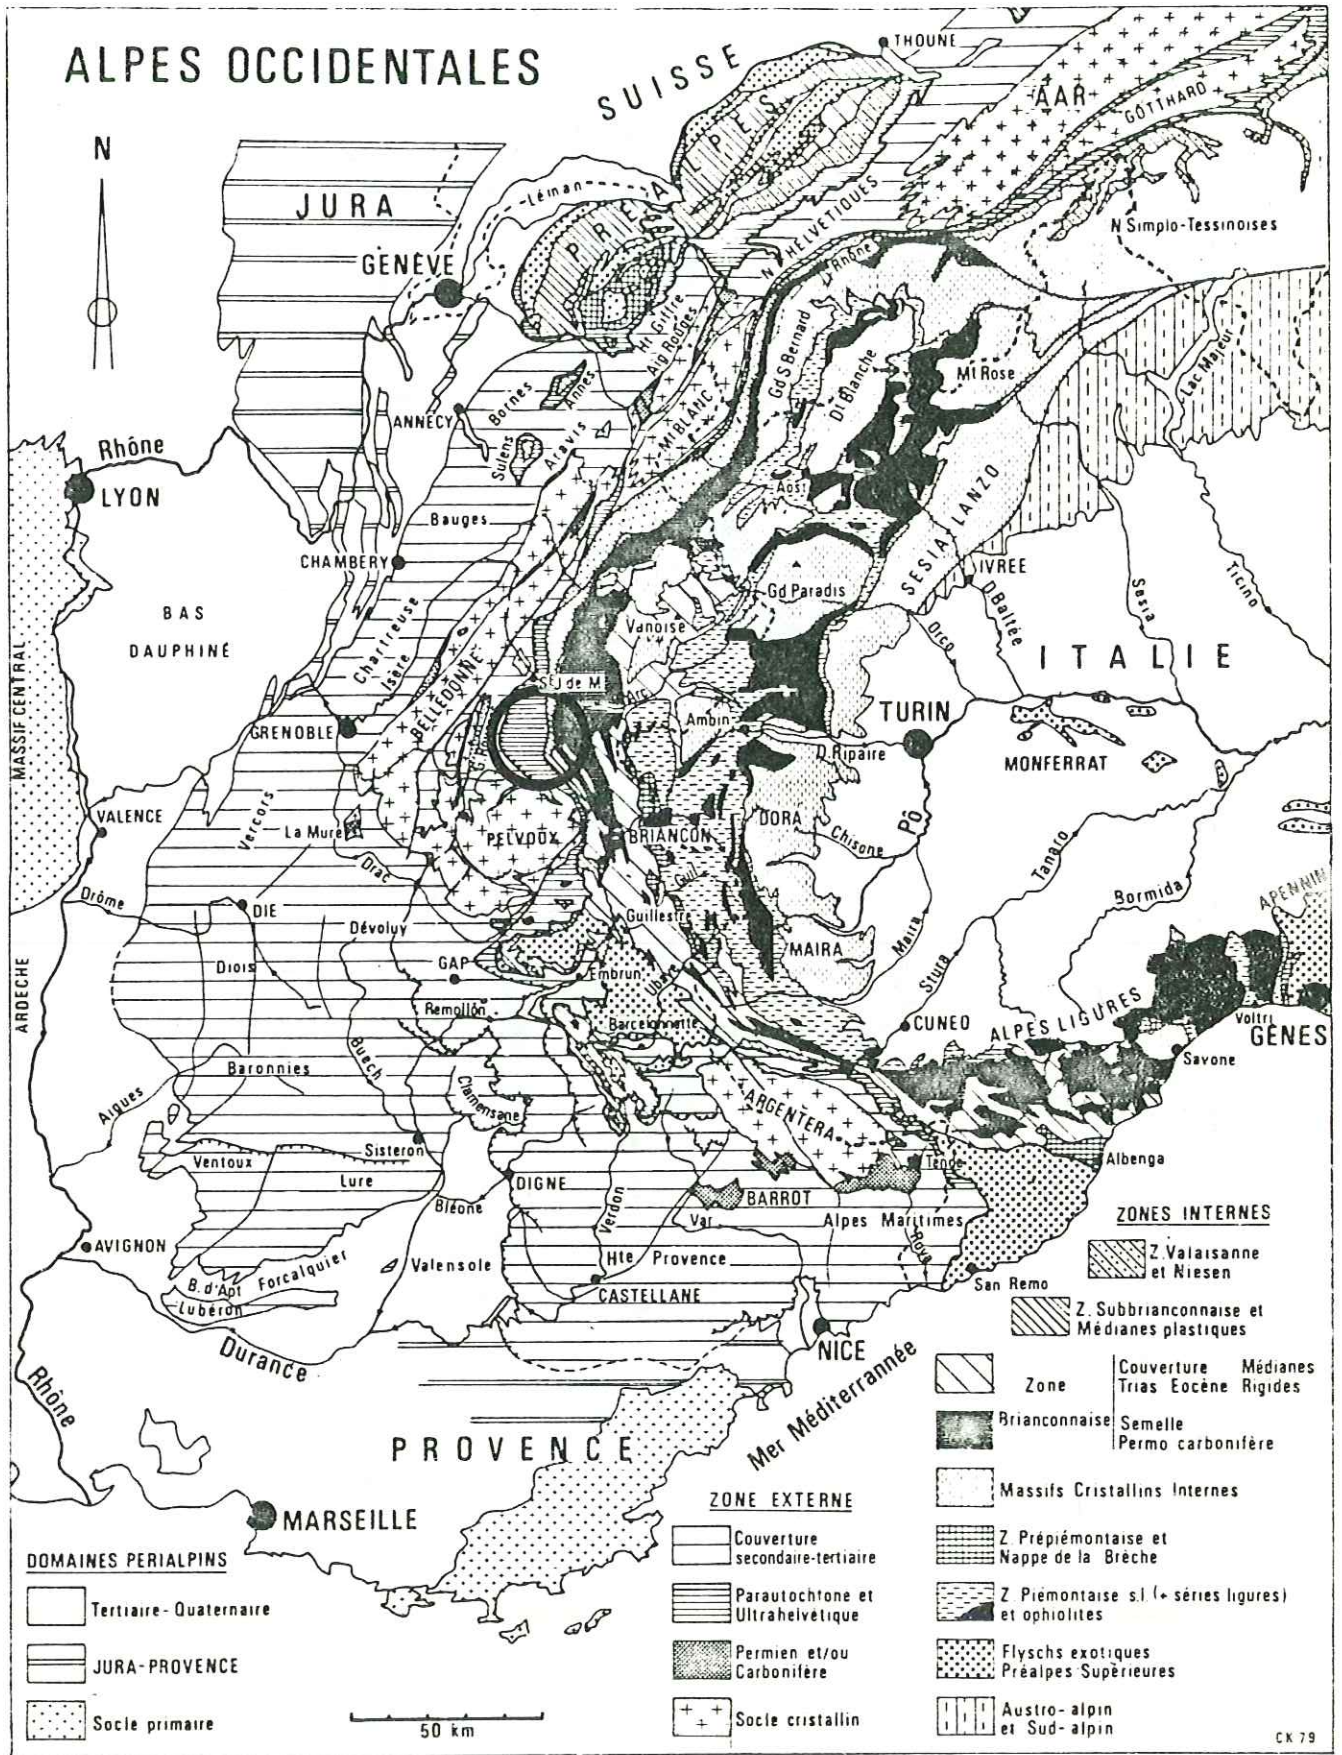 ALPES OCCIDENTALES
N
SUISSE
THOUNE
AAR
GOTTHARD
PREALPES
JURA
Léman
GENÈVE
N. HELVETIQUES
N Simplo-Tessinoises
Rhône
Ht Giffre
Aig Rouges
Gd S Bernard
Dt Blanche
Mt Rose
Lac Majeur
Annes
Bornes
ANNECY
Sulens
Aravis
Mt BLANC
Rhône
LYON
Aost
Bauges
SESIA LANZO
CHAMBERY
IVREE
Gd Paradis
D Baltée
Sesia
Ticino
BAS
DAUPHINÉ
Chartreuse
Isère
Vanoise
Orco
ITALIE
MASSIF CENTRAL
BELLEDONNE
St J de M
Arc
GRENOBLE
Ambin
TURIN
D. Ripaire
MONFERRAT
VALENCE
Vercors
La Mure
PELVOUX
BRIANCON
DORA
Chisone
Pô
Tanaro
Drac
Guil
Bormida
Drôme
DIE
Dévoluy
Guillestre
MAIRA
Maira
Stura
APENNIN
Diois
GAP
Embrun
Ubaye
ARDECHE
Remollon
Barcelonnette
CUNEO
ALPES LIGURES
Voltri
GÈNES
Savone
Baronnies
Buech
Clamensane
Aigues
ARGENTERA
Sisteron
Ventoux
Lure
Tende
Albenga
DIGNE
BARROT
Bléone
Verdon
Var
Alpes Maritimes
Roya
AVIGNON
B. d'Apt
Forcalquier
Valensole
Hte Provence
San Remo
Lubéron
CASTELLANE
Durance
NICE
Rhône
Mer Méditerrannée
PROVENCE
MARSEILLE
ZONES INTERNES
Z. Valaisanne
et Niesen
Z. Subbrianconnaise et
Médianes plastiques
Zone
Brianconnaise
Couverture Médianes
Trias Eocène Rigides
Semelle
Permo carbonifère
Massifs Cristallins Internes
Z. Prépiémontaise et
Nappe de la Brèche
Z. Piémontaise s.l. (+ séries ligures)
et ophiolites
Flyschs exotiques
Préalpes Supérieures
Austro-alpin
et Sud-alpin
ZONE EXTERNE
Couverture
secondaire-tertiaire
Parautochtone et
Ultrahelvétique
Permien et/ou
Carbonifère
Socle cristallin
DOMAINES PERIALPINS
Tertiaire-Quaternaire
JURA-PROVENCE
Socle primaire
50 km
CK 79